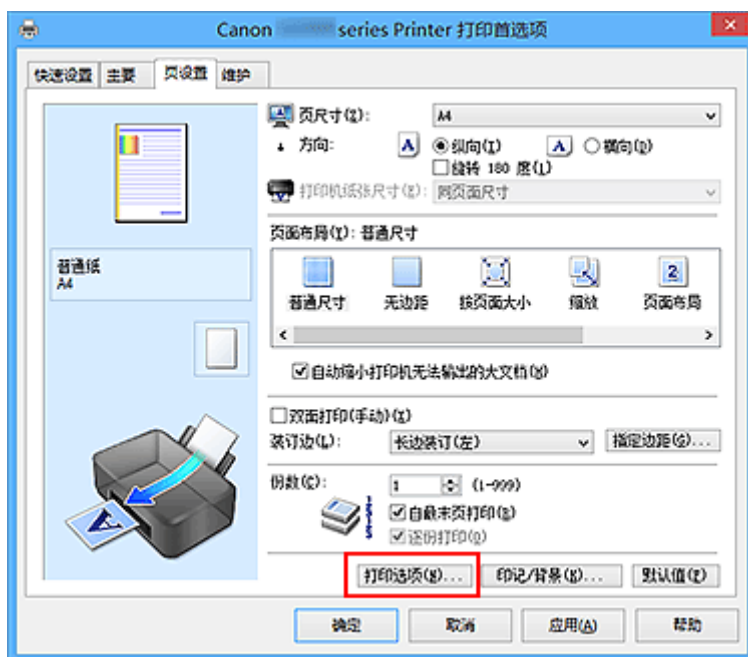 Canon series Printer 打印首选项
快速设置 主要 页设置 维护
页尺寸(Z): A4
方向: A 纵向(I) A 横向(D)
旋转 180 度(L)
打印机纸张尺寸(E): 同页面尺寸
页面布局(Y): 普通尺寸
普通纸
A4
2
普通尺寸 无边距 按页面大小 缩放 页面布局
自动缩小打印机无法输出的大文档(W)
双面打印(手动)(X)
装订边(L): 长边装订(左) 指定边距(G)...
份数(C): 1 (1-999)
自最末页打印(B)
逐份打印(O)
打印选项(N)... 印记/背景(K)... 默认值(F)
确定 取消 应用(A) 帮助